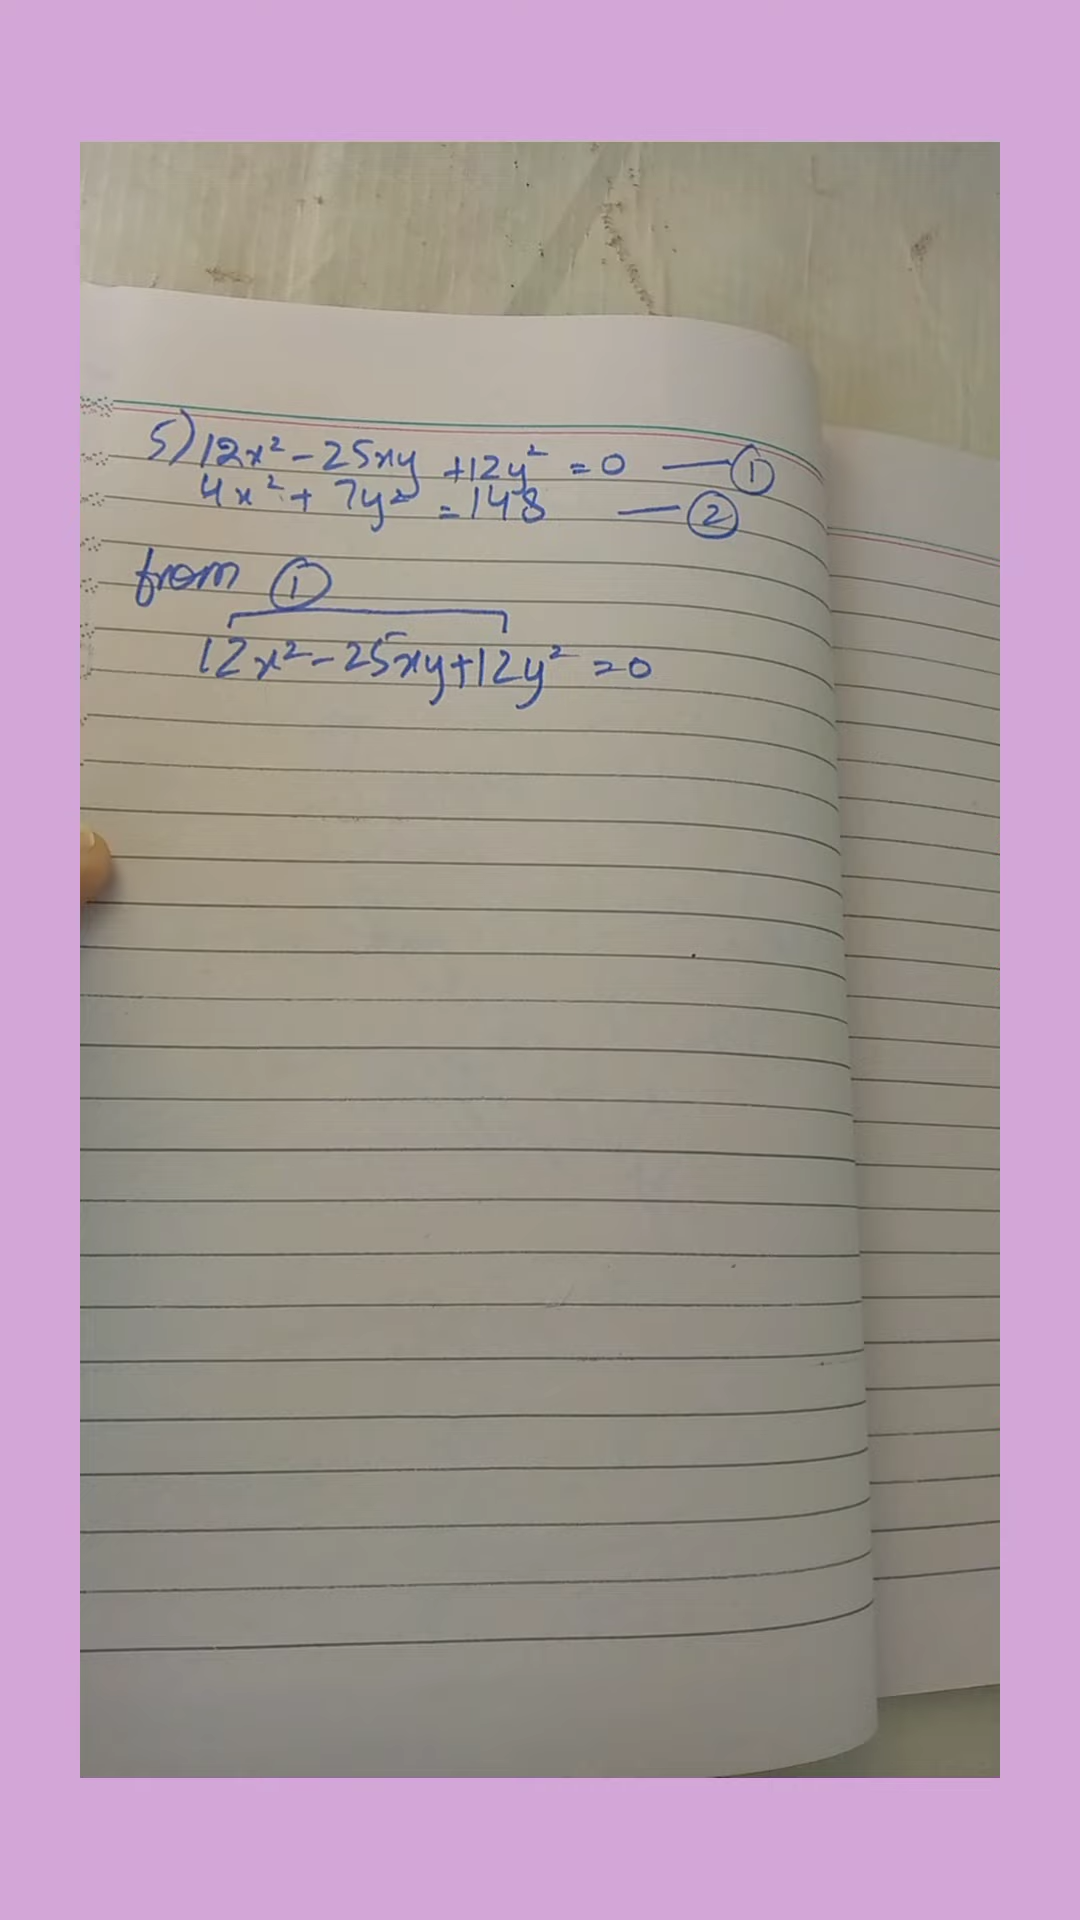 5) 12x² - 25xy + 12y² = 0 — ①
4x² + 7y² = 148 — ②
from ①
12x² - 25xy + 12y² = 0